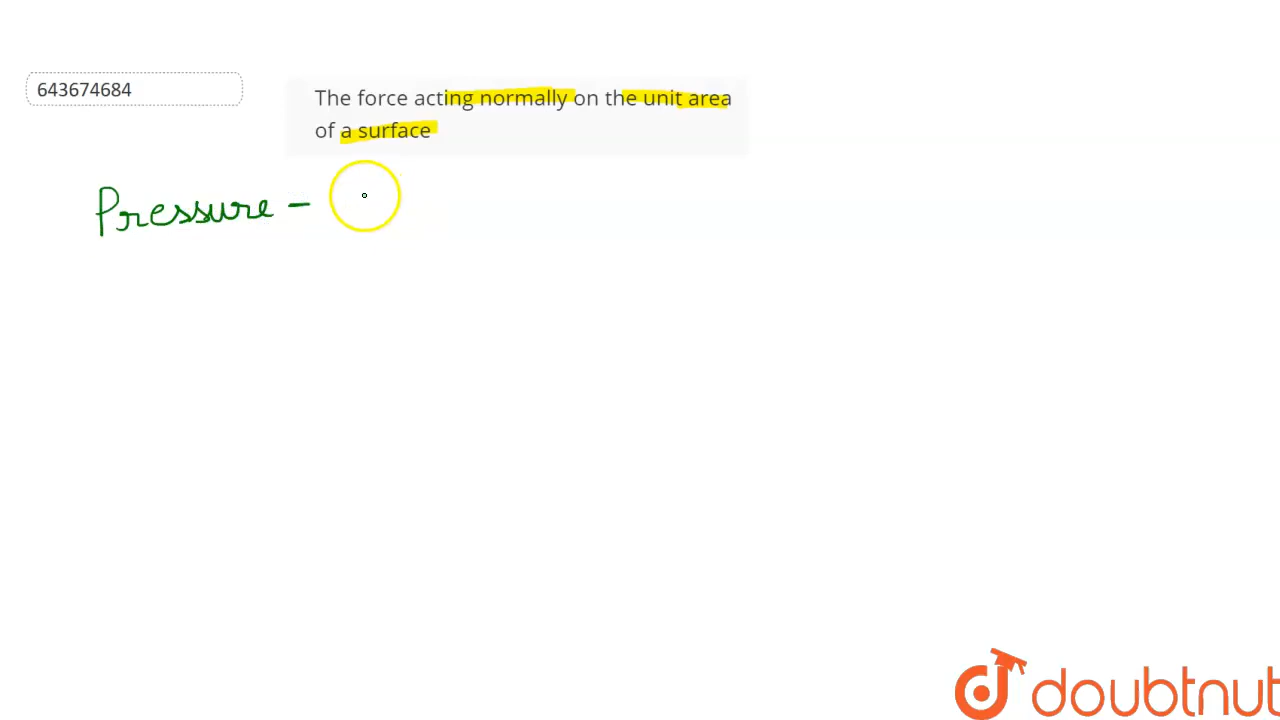 643674684
The force acting normally on the unit area
of a surface
Pressure -
doubtnut